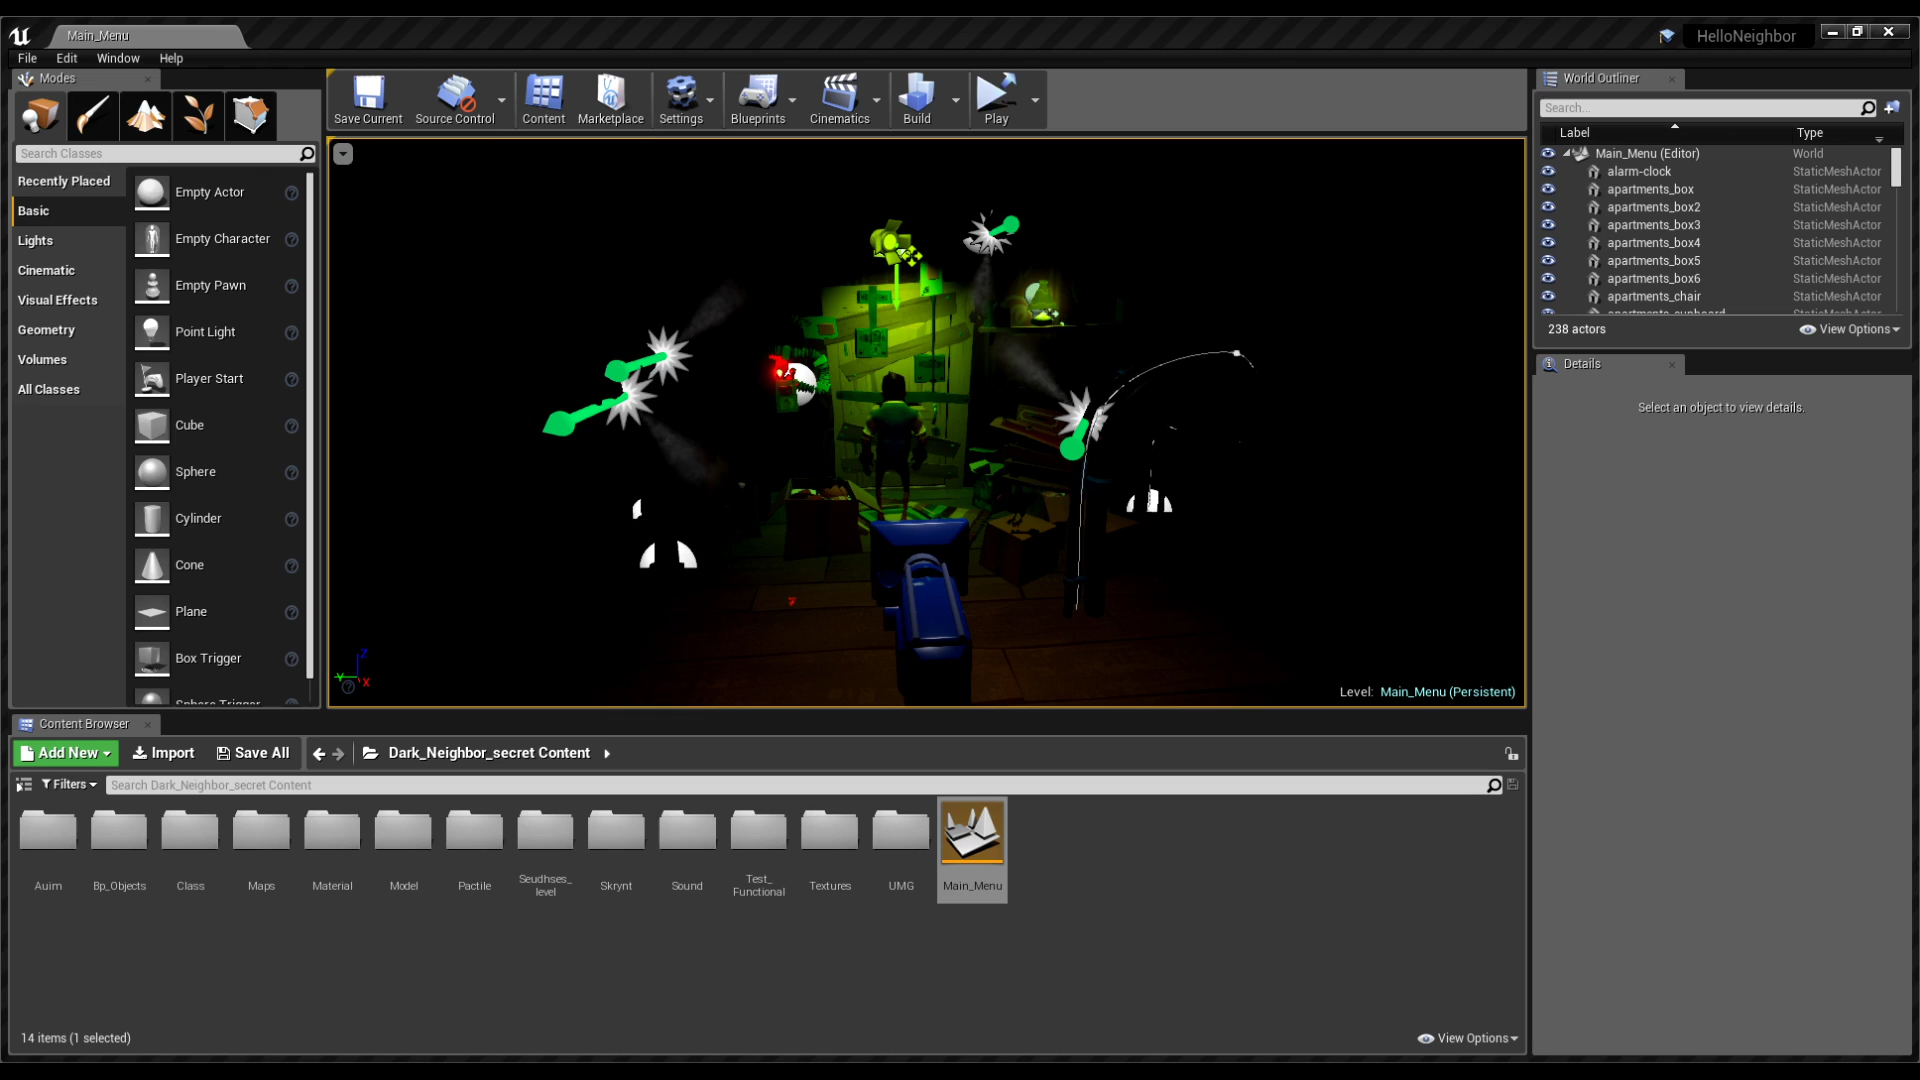 Main_Menu
HelloNeighbor
File Edit Window Help
Modes
Search Classes
Recently Placed
Basic
Lights
Cinematic
Visual Effects
Geometry
Volumes
All Classes
Empty Actor
Empty Character
Empty Pawn
Point Light
Player Start
Cube
Sphere
Cylinder
Cone
Plane
Box Trigger
Sphere Trigger
Save Current
Source Control
Content
Marketplace
Settings
Blueprints
Cinematics
Build
Play
Z
Y
X
Level: Main_Menu (Persistent)
World Outliner
Search...
Label Type
Main_Menu (Editor) World
alarm-clock StaticMeshActor
apartments_box StaticMeshActor
apartments_box2 StaticMeshActor
apartments_box3 StaticMeshActor
apartments_box4 StaticMeshActor
apartments_box5 StaticMeshActor
apartments_box6 StaticMeshActor
apartments_chair StaticMeshActor
apartments_cupboard StaticMeshActor
238 actors View Options
Details
Select an object to view details.
Content Browser
Add New Import Save All Dark_Neighbor_secret Content
Filters Search Dark_Neighbor_secret Content
Auim
Bp_Objects
Class
Maps
Material
Model
Pactile
Seudhses_
level
Skrynt
Sound
Test_
Functional
Textures
UMG
Main_Menu
14 items (1 selected) View Options